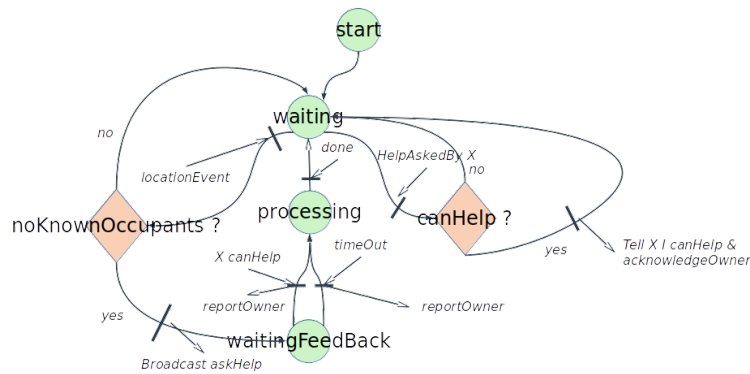 start
waiting
no
done
HelpAskedBy X
no
locationEvent
noKnownOccupants ?
processing
canHelp ?
timeOut
X canHelp
yes
Tell X I canHelp &
acknowledgeOwner
reportOwner
reportOwner
yes
waitingFeedBack
Broadcast askHelp